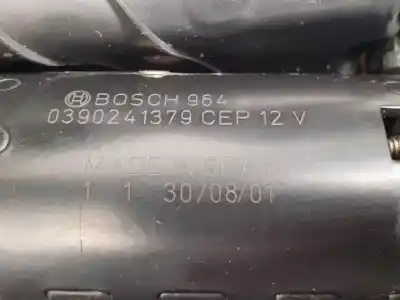 BOSCH 964
0390241379 CEP 12 V
MADE IN SPAIN
1 1 30/08/01